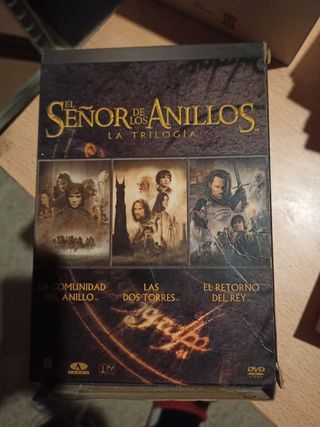 EL
SEÑOR DE LOS ANILLOS
LA TRILOGÍA
LA COMUNIDAD
DEL ANILLO
LAS
DOS TORRES
EL RETORNO
DEL REY
DVD